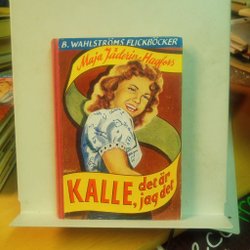 B. WAHLSTRÖMS FLICKBÖCKER
Maja Jäderin-Hagfors
KALLE, det är
jag det